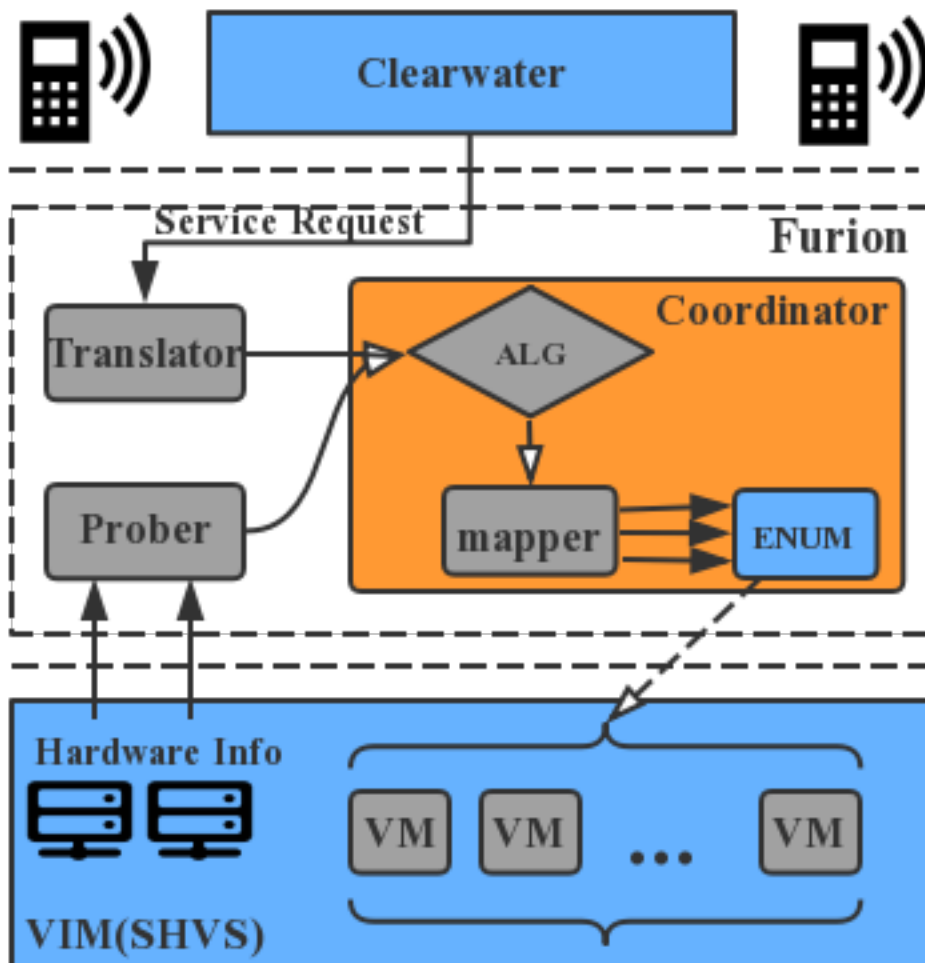 Clearwater
Service Request
Furion
Coordinator
Translator
ALG
Prober
mapper
ENUM
Hardware Info
VM
VM
...
VM
VIM(SHVS)